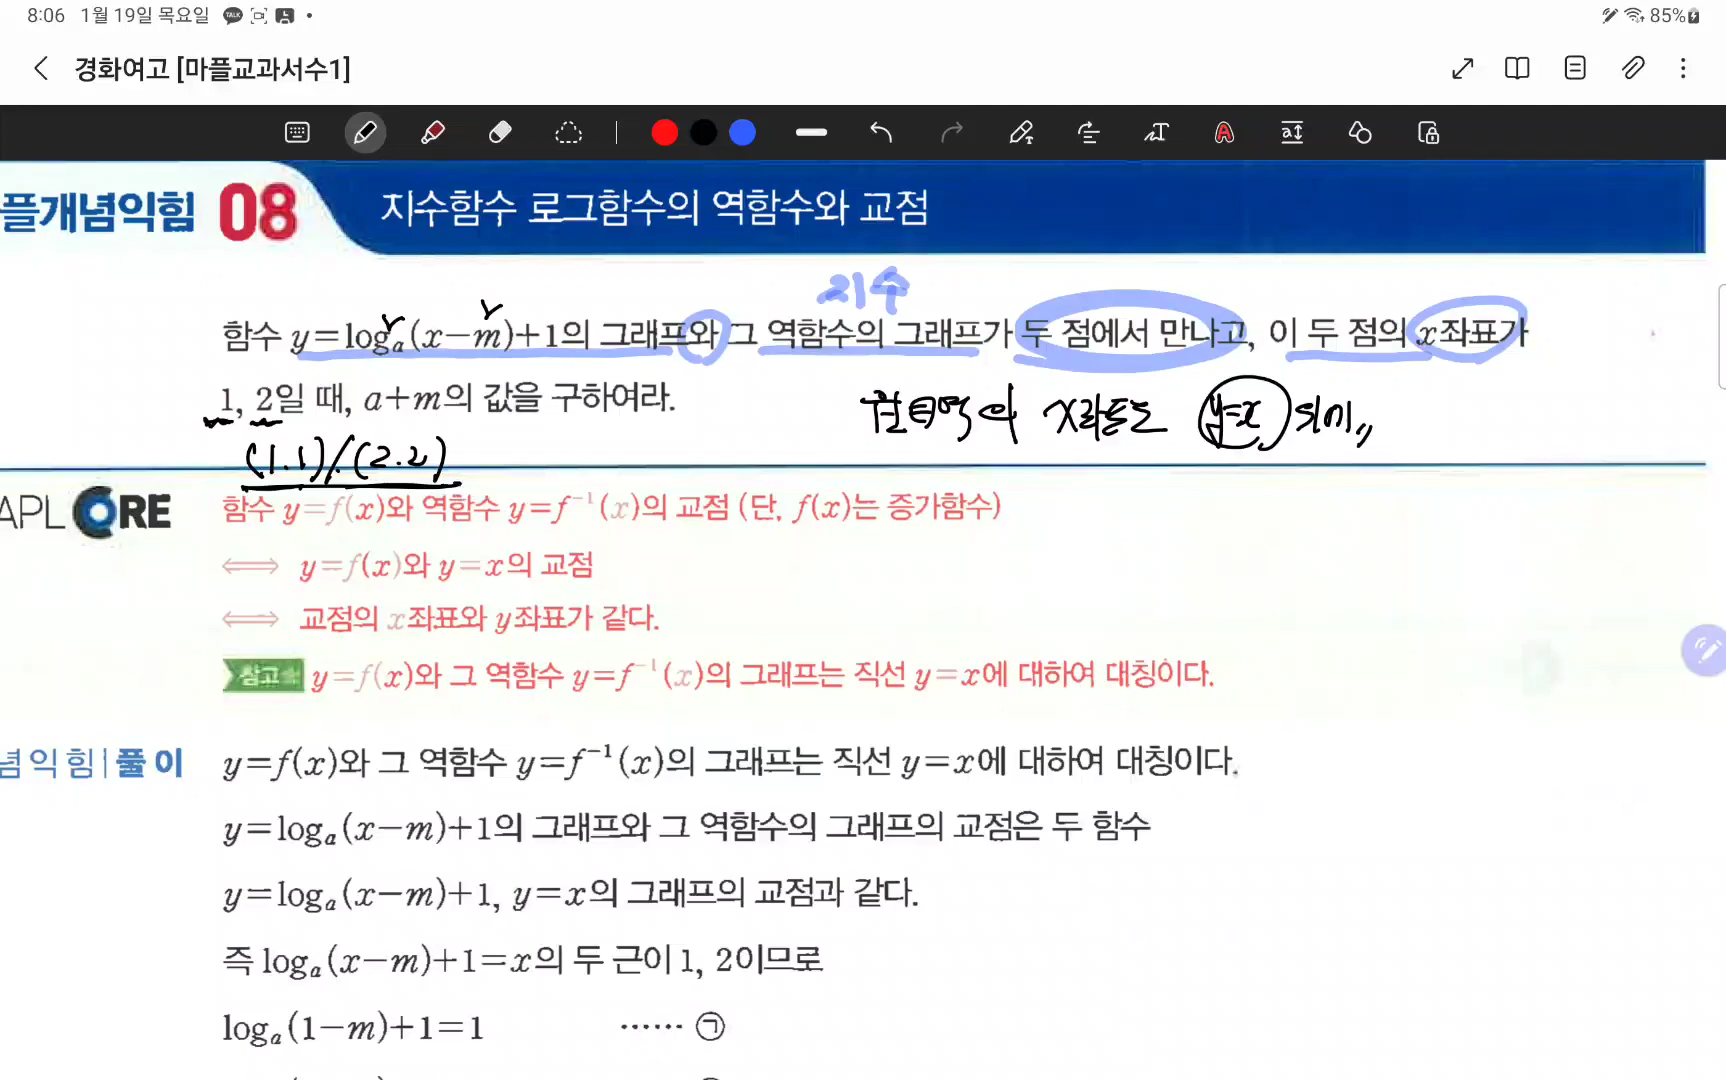 8:06 1월 19일 목요일 TALK 85%
경화여고 [마플교과서수1]
플개념익힘 08 지수함수 로그함수의 역함수와 교점
지수
함수 y=logₐ(x−m)+1의 그래프와 그 역함수의 그래프가 두 점에서 만나고, 이 두 점의 x좌표가
1, 2일 때, a+m의 값을 구하여라.
y=x
(1.1)/(2.2)
APL CORE 함수 y=f(x)와 역함수 y=f⁻¹(x)의 교점 (단, f(x)는 증가함수)
⟺ y=f(x)와 y=x의 교점
⟺ 교점의 x좌표와 y좌표가 같다.
참고 y=f(x)와 그 역함수 y=f⁻¹(x)의 그래프는 직선 y=x에 대하여 대칭이다.
념익힘|풀이 y=f(x)와 그 역함수 y=f⁻¹(x)의 그래프는 직선 y=x에 대하여 대칭이다.
y=logₐ(x−m)+1의 그래프와 그 역함수의 그래프의 교점은 두 함수
y=logₐ(x−m)+1, y=x의 그래프의 교점과 같다.
즉 logₐ(x−m)+1=x의 두 근이 1, 2이므로
logₐ(1−m)+1=1 ⋯⋯ ㉠